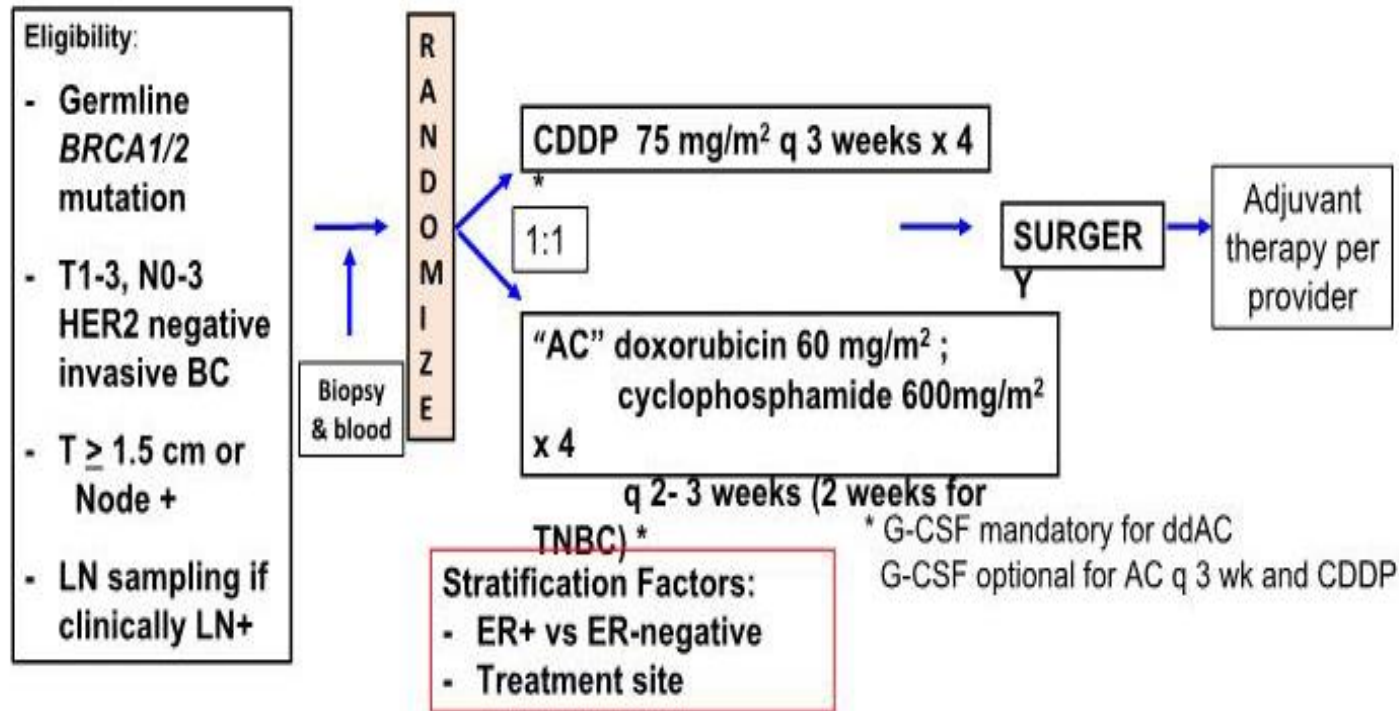 Eligibility:
- Germline
BRCA1/2
mutation
- T1-3, N0-3
HER2 negative
invasive BC
- T ≥ 1.5 cm or
Node +
- LN sampling if
clinically LN+
Biopsy
& blood
R
A
N
D
O
M
I
Z
E
CDDP 75 mg/m² q 3 weeks x 4
*
1:1
“AC” doxorubicin 60 mg/m² ;
cyclophosphamide 600mg/m²
x 4
q 2- 3 weeks (2 weeks for
TNBC) *
SURGER
Y
Adjuvant
therapy per
provider
* G-CSF mandatory for ddAC
G-CSF optional for AC q 3 wk and CDDP
Stratification Factors:
- ER+ vs ER-negative
- Treatment site